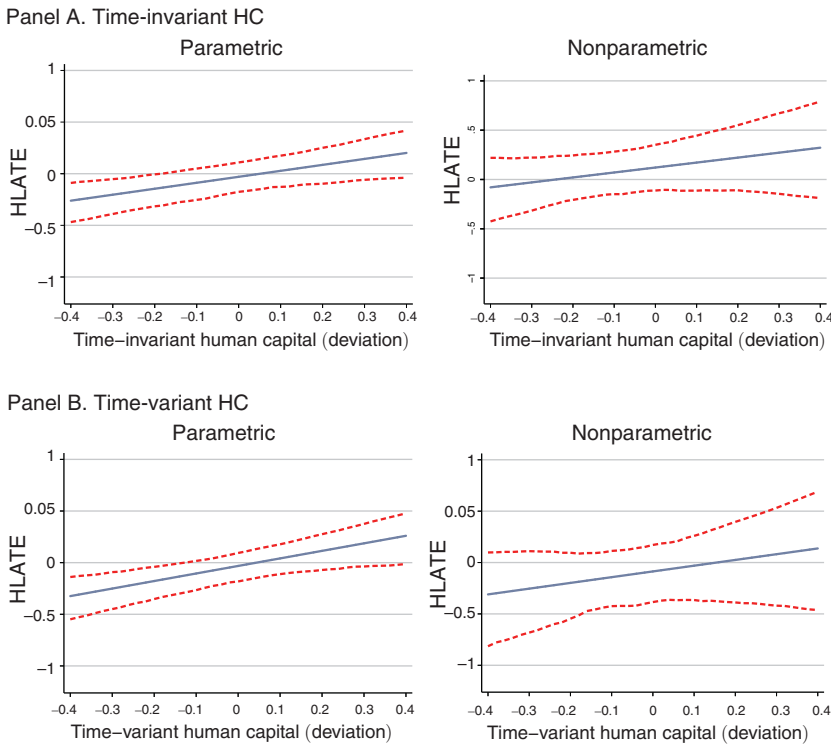 Panel A. Time-invariant HC
Parametric
Nonparametric
HLATE
1
0.05
0
−0.5
−1
−0.4 −0.3 −0.2 −0.1 0 0.1 0.2 0.3 0.4
Time−invariant human capital (deviation)
HLATE
1
.5
0
−.5
−1
−0.4 −0.3 −0.2 −0.1 0 0.1 0.2 0.3 0.4
Time−invariant human capital (deviation)
Panel B. Time-variant HC
Parametric
Nonparametric
HLATE
1
0.05
0
−0.5
−1
−0.4 −0.3 −0.2 −0.1 0 0.1 0.2 0.3 0.4
Time−variant human capital (deviation)
HLATE
1
0.05
0
−0.5
−1
−0.4 −0.3 −0.2 −0.1 0 0.1 0.2 0.3 0.4
Time−variant human capital (deviation)